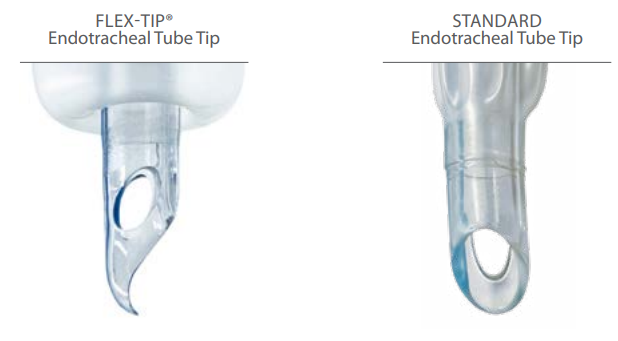 FLEX-TIP®
Endotracheal Tube Tip
STANDARD
Endotracheal Tube Tip